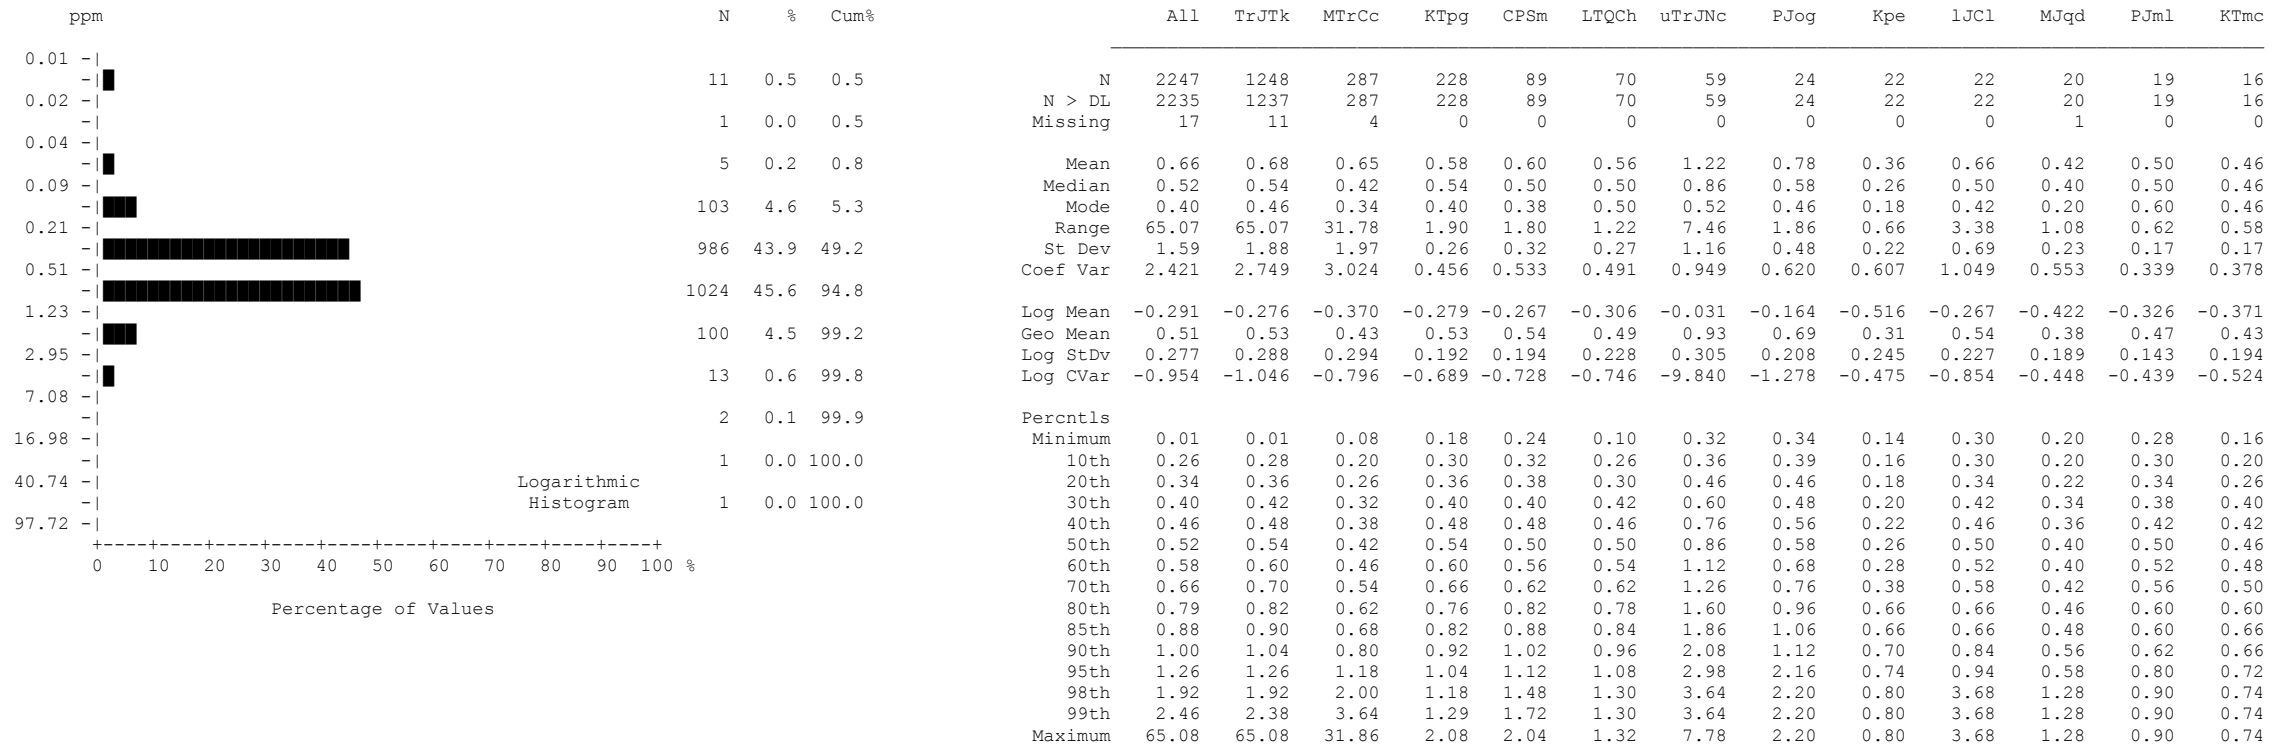 ppm N % Cum% All TrJTk MTrCc KTpg CPSm LTQCh uTrJNc PJog Kpe lJCl MJqd PJml KTmc
0.01 -|
-| 11 0.5 0.5 N 2247 1248 287 228 89 70 59 24 22 22 20 19 16
0.02 -| N > DL 2235 1237 287 228 89 70 59 24 22 22 20 19 16
-| 1 0.0 0.5 Missing 17 11 4 0 0 0 0 0 0 0 1 0 0
0.04 -|
-| 5 0.2 0.8 Mean 0.66 0.68 0.65 0.58 0.60 0.56 1.22 0.78 0.36 0.66 0.42 0.50 0.46
0.09 -| Median 0.52 0.54 0.42 0.54 0.50 0.50 0.86 0.58 0.26 0.50 0.40 0.50 0.46
-| 103 4.6 5.3 Mode 0.40 0.46 0.34 0.40 0.38 0.50 0.52 0.46 0.18 0.42 0.20 0.60 0.46
0.21 -| Range 65.07 65.07 31.78 1.90 1.80 1.22 7.46 1.86 0.66 3.38 1.08 0.62 0.58
-| 986 43.9 49.2 St Dev 1.59 1.88 1.97 0.26 0.32 0.27 1.16 0.48 0.22 0.69 0.23 0.17 0.17
0.51 -| Coef Var 2.421 2.749 3.024 0.456 0.533 0.491 0.949 0.620 0.607 1.049 0.553 0.339 0.378
-| 1024 45.6 94.8
1.23 -| Log Mean -0.291 -0.276 -0.370 -0.279 -0.267 -0.306 -0.031 -0.164 -0.516 -0.267 -0.422 -0.326 -0.371
-| 100 4.5 99.2 Geo Mean 0.51 0.53 0.43 0.53 0.54 0.49 0.93 0.69 0.31 0.54 0.38 0.47 0.43
2.95 -| Log StDv 0.277 0.288 0.294 0.192 0.194 0.228 0.305 0.208 0.245 0.227 0.189 0.143 0.194
-| 13 0.6 99.8 Log CVar -0.954 -1.046 -0.796 -0.689 -0.728 -0.746 -9.840 -1.278 -0.475 -0.854 -0.448 -0.439 -0.524
7.08 -|
-| 2 0.1 99.9 Percntls
16.98 -| Minimum 0.01 0.01 0.08 0.18 0.24 0.10 0.32 0.34 0.14 0.30 0.20 0.28 0.16
-| 1 0.0 100.0 10th 0.26 0.28 0.20 0.30 0.32 0.26 0.36 0.39 0.16 0.30 0.20 0.30 0.20
40.74 -| Logarithmic 20th 0.34 0.36 0.26 0.36 0.38 0.30 0.46 0.46 0.18 0.34 0.22 0.34 0.26
-| Histogram 1 0.0 100.0 30th 0.40 0.42 0.32 0.40 0.40 0.42 0.60 0.48 0.20 0.42 0.34 0.38 0.40
97.72 -| 40th 0.46 0.48 0.38 0.48 0.48 0.46 0.76 0.56 0.22 0.46 0.36 0.42 0.42
+----+----+----+----+----+----+----+----+----+----+ 50th 0.52 0.54 0.42 0.54 0.50 0.50 0.86 0.58 0.26 0.50 0.40 0.50 0.46
0 10 20 30 40 50 60 70 80 90 100 % 60th 0.58 0.60 0.46 0.60 0.56 0.54 1.12 0.68 0.28 0.52 0.40 0.52 0.48
70th 0.66 0.70 0.54 0.66 0.62 0.62 1.26 0.76 0.38 0.58 0.42 0.56 0.50
Percentage of Values 80th 0.79 0.82 0.62 0.76 0.82 0.78 1.60 0.96 0.66 0.66 0.46 0.60 0.60
85th 0.88 0.90 0.68 0.82 0.88 0.84 1.86 1.06 0.66 0.66 0.48 0.60 0.66
90th 1.00 1.04 0.80 0.92 1.02 0.96 2.08 1.12 0.70 0.84 0.56 0.62 0.66
95th 1.26 1.26 1.18 1.04 1.12 1.08 2.98 2.16 0.74 0.94 0.58 0.80 0.72
98th 1.92 1.92 2.00 1.18 1.48 1.30 3.64 2.20 0.80 3.68 1.28 0.90 0.74
99th 2.46 2.38 3.64 1.29 1.72 1.30 3.64 2.20 0.80 3.68 1.28 0.90 0.74
Maximum 65.08 65.08 31.86 2.08 2.04 1.32 7.78 2.20 0.80 3.68 1.28 0.90 0.74